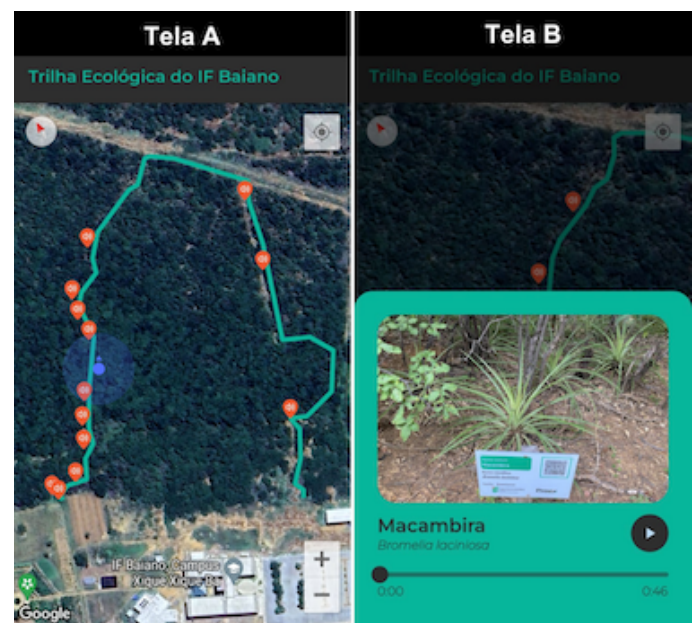 Tela A
Trilha Ecológica do IF Baiano
IF Baiano, Campus
Xique Xique Ba
+
−
Google
Tela B
Trilha Ecológica do IF Baiano
Macambira
Macambira
Bromelia laciniosa
0:00
0:46